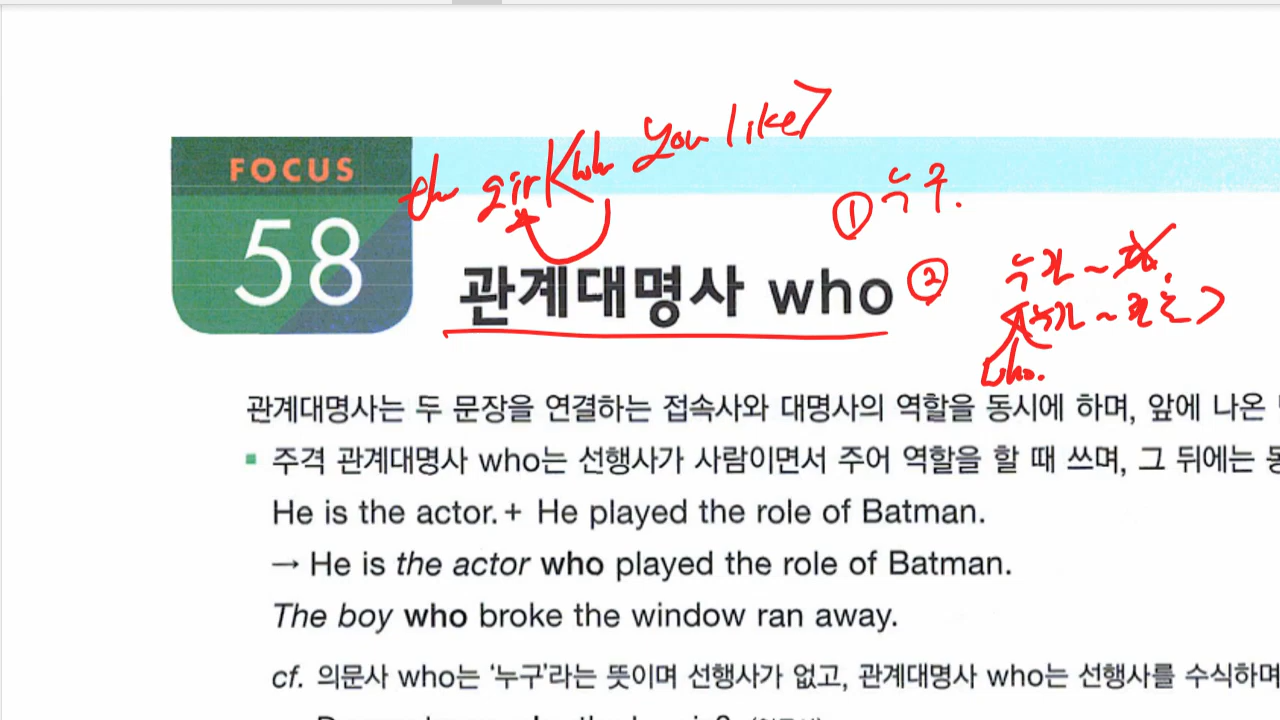 the girl <who you like>
① 누구.
FOCUS
58
관계대명사 who
② 누가 ~
who.
관계대명사는 두 문장을 연결하는 접속사와 대명사의 역할을 동시에 하며, 앞에 나온
주격 관계대명사 who는 선행사가 사람이면서 주어 역할을 할 때 쓰며, 그 뒤에는
He is the actor. + He played the role of Batman.
→ He is the actor who played the role of Batman.
The boy who broke the window ran away.
cf. 의문사 who는 ‘누구’라는 뜻이며 선행사가 없고, 관계대명사 who는 선행사를 수식하며